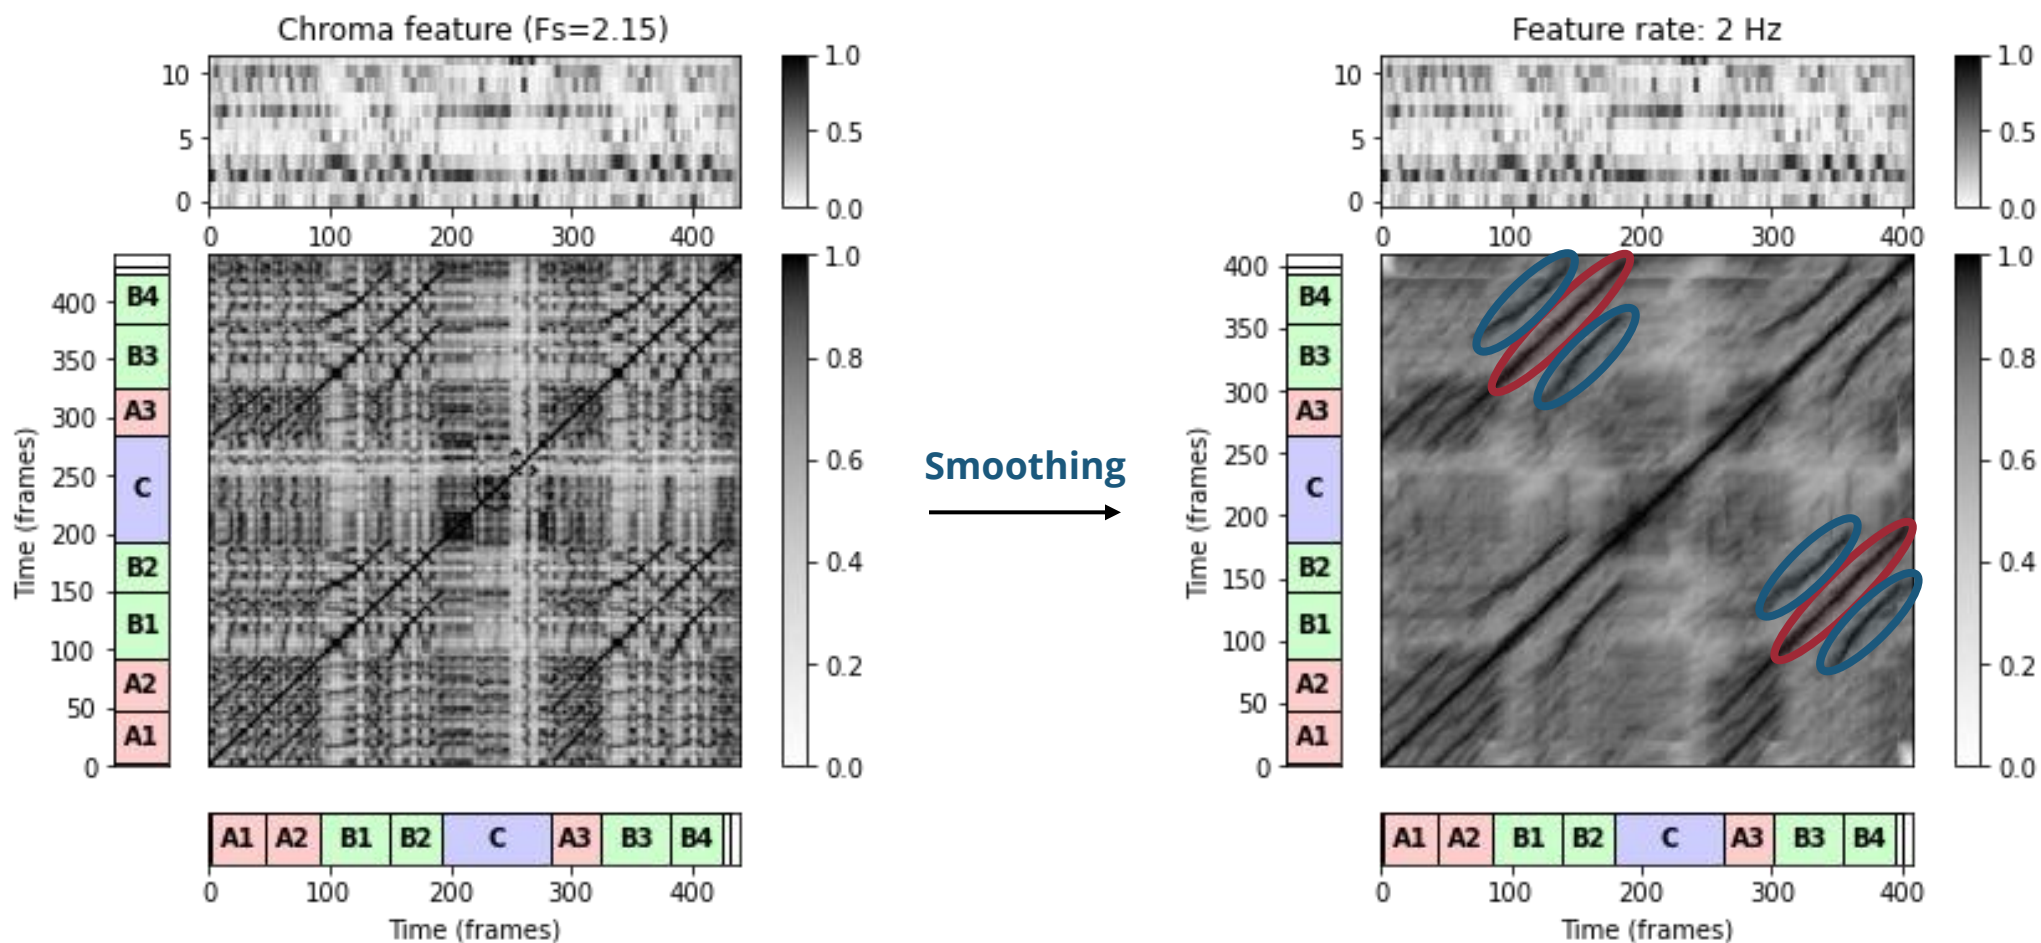 Chroma feature (Fs=2.15)
10
5
0
0 100 200 300 400
1.0
0.5
0.0
Time (frames)
400
350
300
250
200
150
100
50
0
B4
B3
A3
C
B2
B1
A2
A1
1.0
0.8
0.6
0.4
0.2
0.0
A1 A2 B1 B2 C A3 B3 B4
0 100 200 300 400
Time (frames)
Smoothing
Feature rate: 2 Hz
10
5
0
0 100 200 300 400
1.0
0.5
0.0
Time (frames)
400
350
300
250
200
150
100
50
0
B4
B3
A3
C
B2
B1
A2
A1
1.0
0.8
0.6
0.4
0.2
0.0
A1 A2 B1 B2 C A3 B3 B4
0 100 200 300 400
Time (frames)